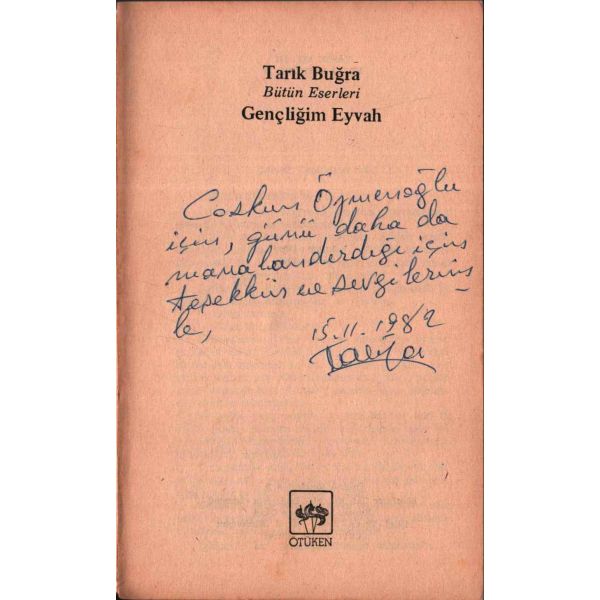 Tarık Buğra
Bütün Eserleri
Gençliğim Eyvah
Coşkun Özmenoğlu
için, günü daha da
manalandırdığı için
teşekkür ve sevgilerim
le,
15.11.1982
ÖTÜKEN